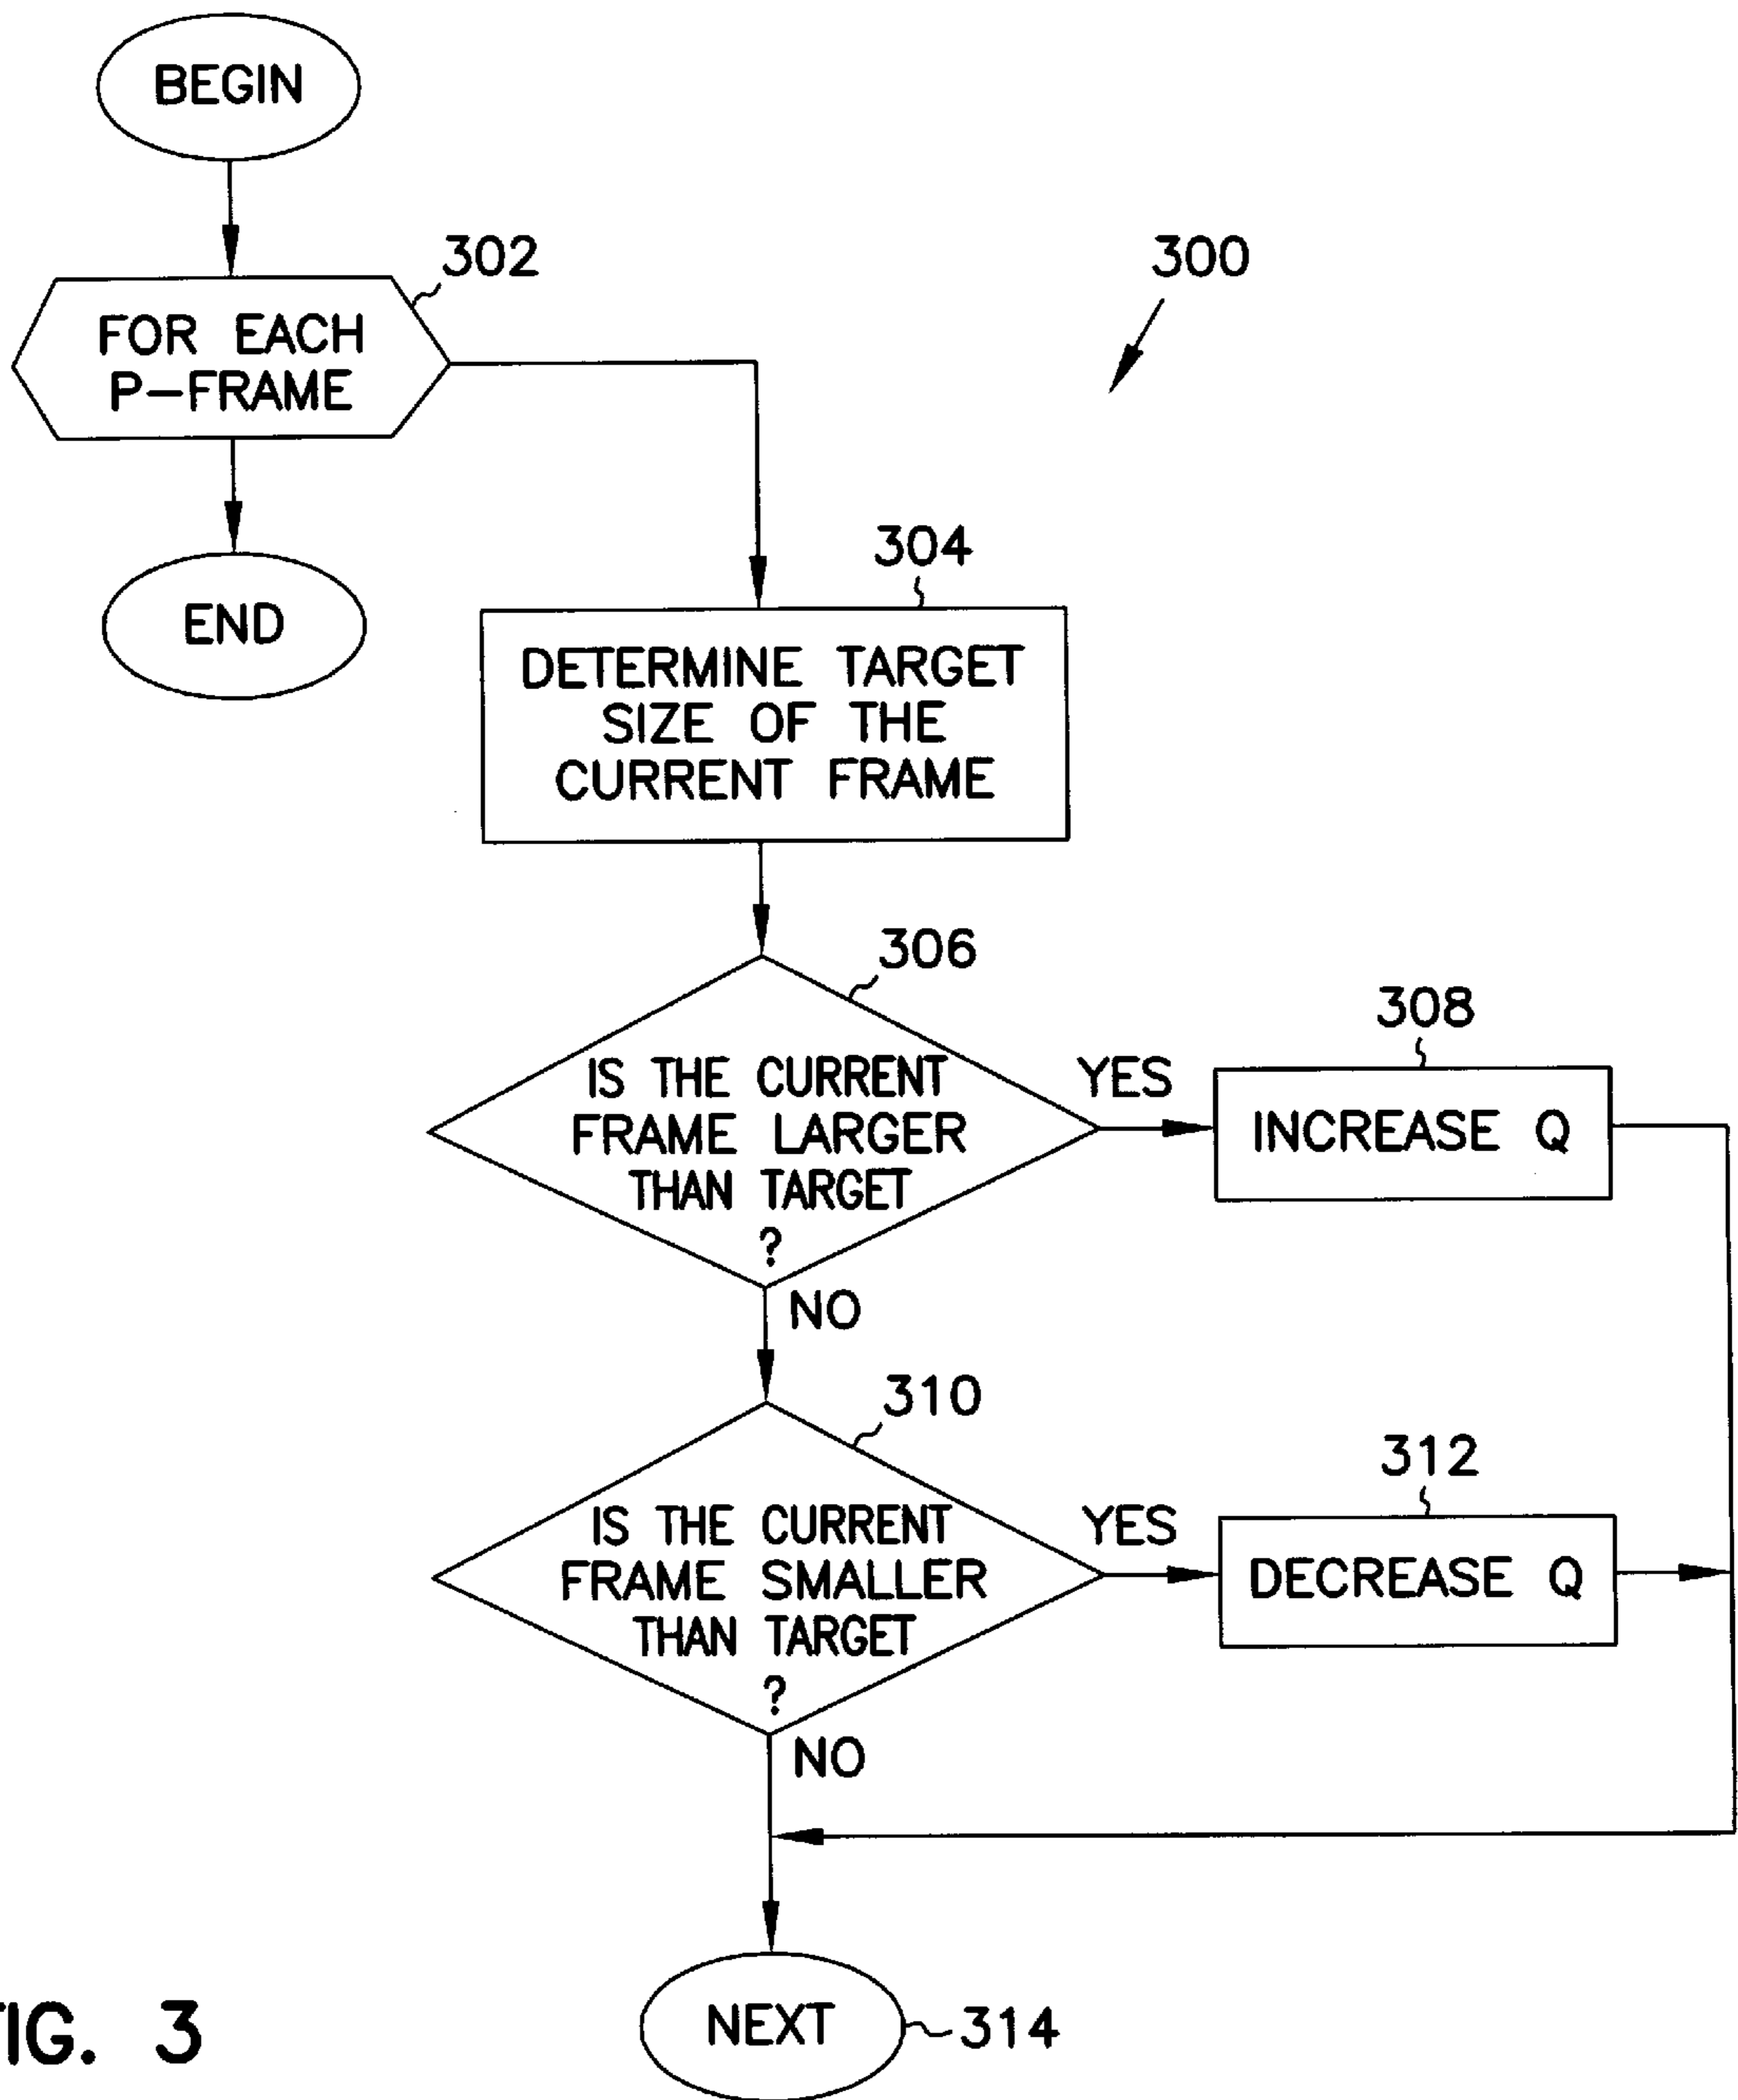 BEGIN
302
300
FOR EACH
P-FRAME
304
END
DETERMINE TARGET
SIZE OF THE
CURRENT FRAME
306
308
IS THE CURRENT
FRAME LARGER
THAN TARGET
?
YES
INCREASE Q
NO
310
312
IS THE CURRENT
FRAME SMALLER
THAN TARGET
?
YES
DECREASE Q
NO
NEXT
314
IG. 3